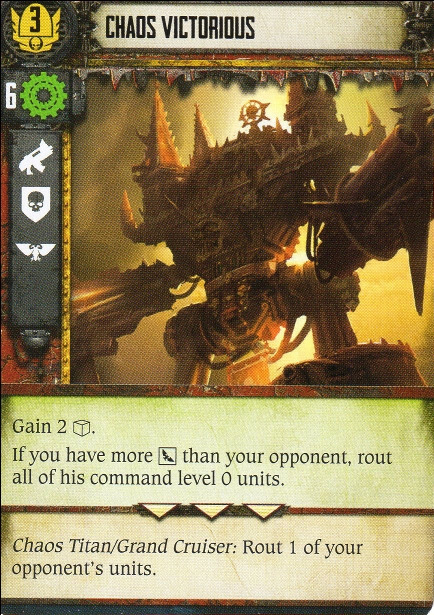 3
CHAOS VICTORIOUS
6
Gain 2 .
If you have more than your opponent, rout
all of his command level 0 units.
Chaos Titan/Grand Cruiser: Rout 1 of your
opponent's units.